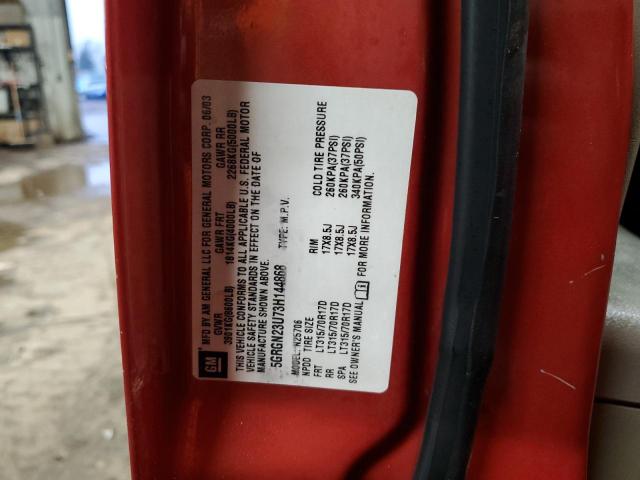 GM
MFD BY AM GENERAL LLC FOR GENERAL MOTORS CORP. 06/03
GVWR GAWR FRT GAWR RR
3901KG(8600LB) 1814KG(4000LB) 2268KG(5000LB)
THIS VEHICLE CONFORMS TO ALL APPLICABLE U.S. FEDERAL MOTOR
VEHICLE SAFETY STANDARDS IN EFFECT ON THE DATE OF
MANUFACTURE SHOWN ABOVE.
5GRGN23U73H144868 TYPE: M.P.V.
MODEL: N25706
NPDO TIRE SIZE RIM COLD TIRE PRESSURE
FRT LT315/70R17D 17X8.5J 260KPA(37PSI)
RR LT315/70R17D 17X8.5J 260KPA(37PSI)
SPA LT315/70R17D 17X8.5J 340KPA(50PSI)
SEE OWNER'S MANUAL FOR MORE INFORMATION.